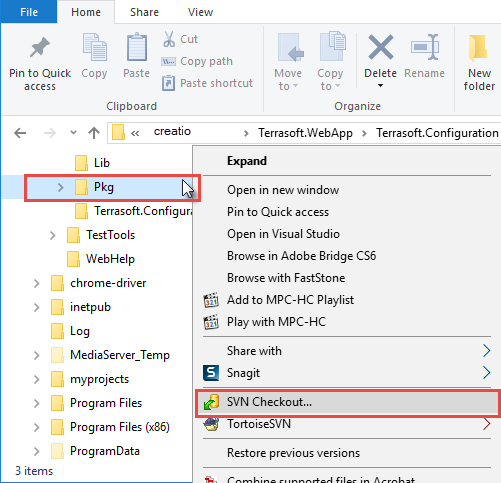 File Home Share View
Pin to Quick access
Copy
Paste
Cut
Copy path
Paste shortcut
Move to
Copy to
Delete
Rename
New folder
Clipboard
Organize
« creatio Terrasoft.WebApp Terrasoft.Configuration
Lib
Pkg
Terrasoft.Configura
TestTools
WebHelp
chrome-driver
inetpub
Log
MediaServer_Temp
myprojects
Program Files
Program Files (x86)
ProgramData
3 items
Expand
Open in new window
Pin to Quick access
Open in Visual Studio
Browse in Adobe Bridge CS6
Browse with FastStone
Add to MPC-HC Playlist
Play with MPC-HC
Share with
Snagit
SVN Checkout...
TortoiseSVN
Restore previous versions
Combine supported files in Acrobat